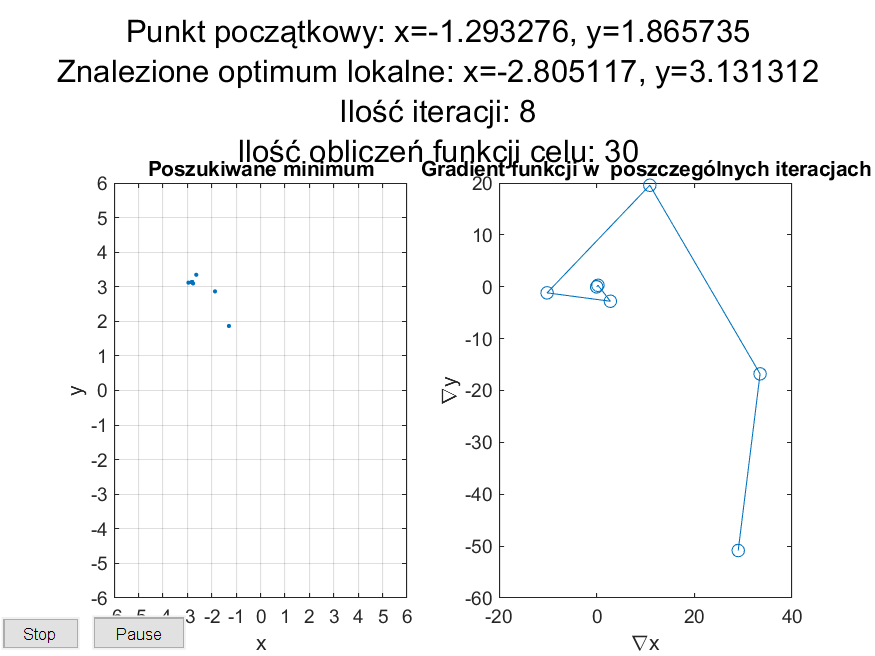 Punkt początkowy: x=-1.293276, y=1.865735
Znalezione optimum lokalne: x=-2.805117, y=3.131312
Ilość iteracji: 8
Ilość obliczeń funkcji celu: 30
Poszukiwane minimum
Gradient funkcji w poszczególnych iteracjach
6
5
4
3
2
1
0
-1
-2
-3
-4
-5
-6
y
-3 -2 -1 0 1 2 3 4 5 6
x
20
10
0
-10
-20
-30
-40
-50
-60
∇y
-20 0 20 40
∇x
Stop
Pause